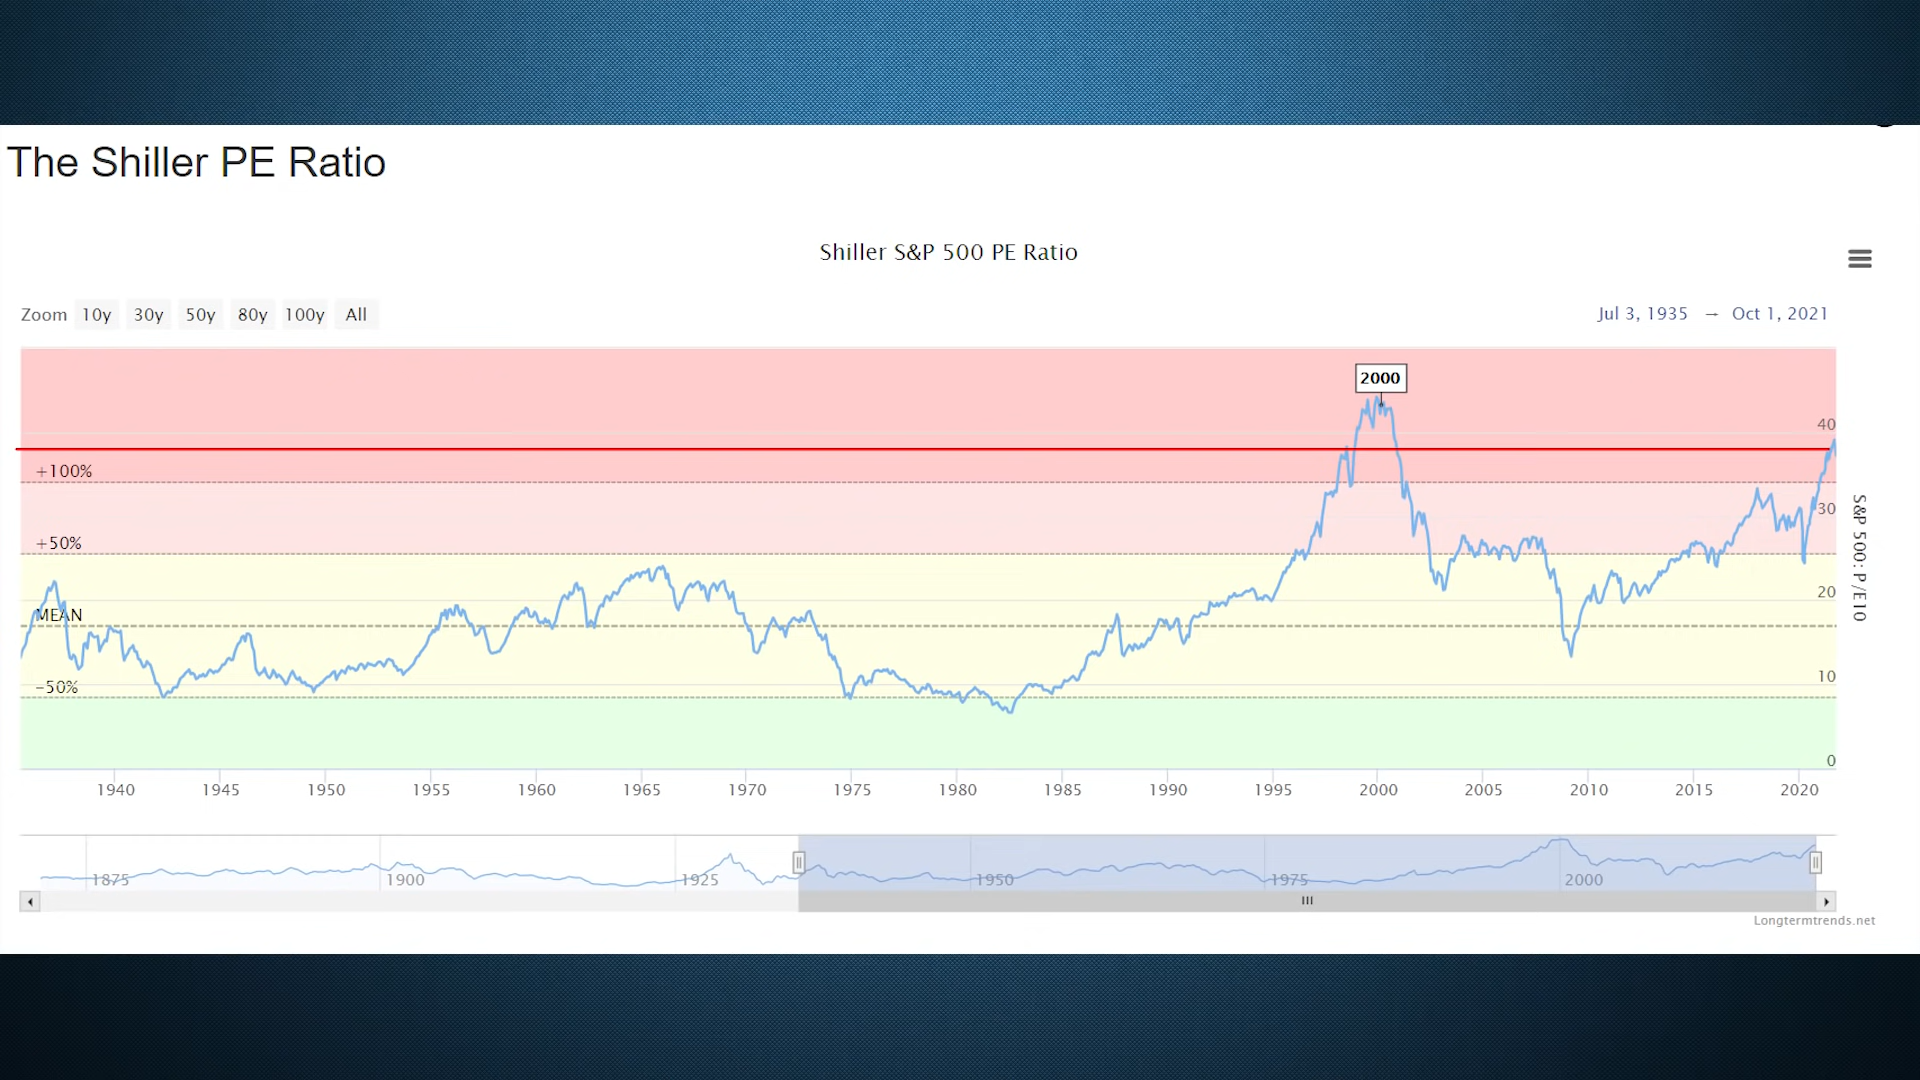 The Shiller PE Ratio
Shiller S&P 500 PE Ratio
Zoom 10y 30y 50y 80y 100y All
Jul 3, 1935 → Oct 1, 2021
2000
40
+100%
30
+50%
20
MEAN
10
−50%
0
S&P 500: P/E10
1940 1945 1950 1955 1960 1965 1970 1975 1980 1985 1990 1995 2000 2005 2010 2015 2020
1875 1900 1925 1950 1975 2000
Longtermtrends.net